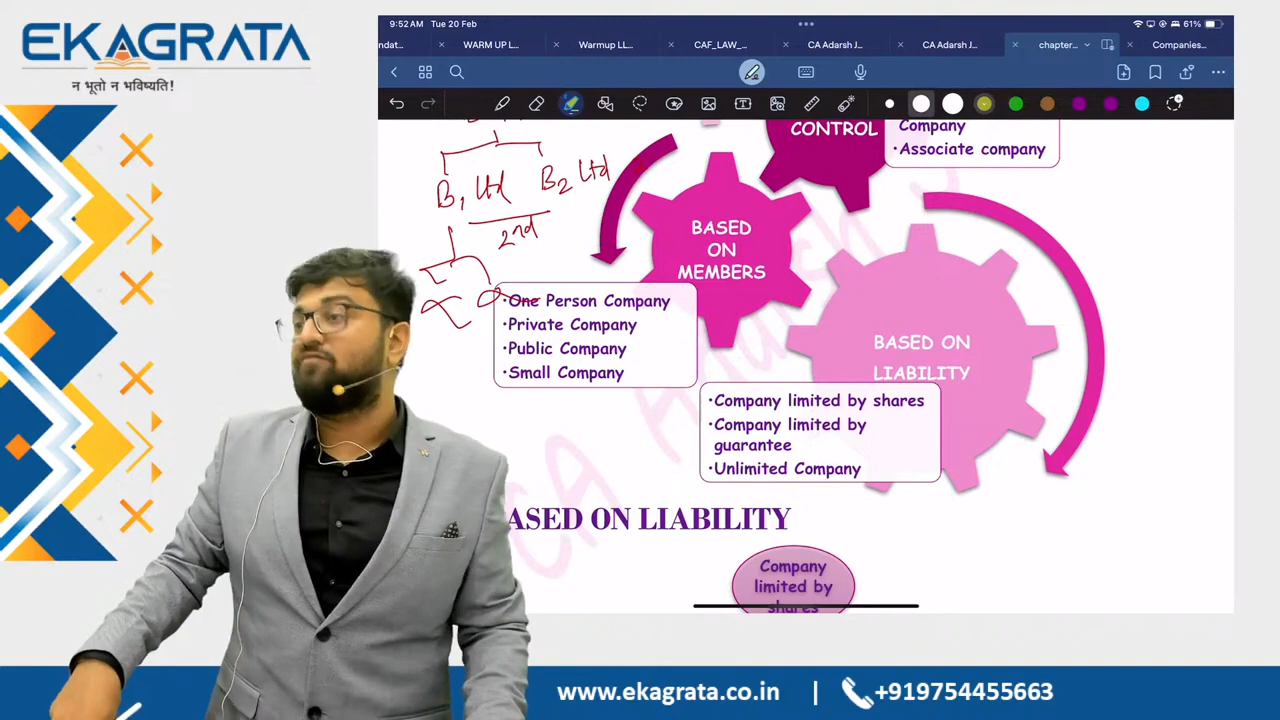 EKAGRATA
न भूतो न भविष्यति!
9:52 AM Tue 20 Feb
61%
ndat...
WARM UP L...
Warmup LL...
CAF_LAW_...
CA Adarsh J...
CA Adarsh J...
chapter...
Companies...
CONTROL
Company
•Associate company
B1 Ltd B2 Ltd
2nd
BASED
ON
MEMBERS
•One Person Company
•Private Company
•Public Company
•Small Company
BASED ON
LIABILITY
•Company limited by shares
•Company limited by
guarantee
•Unlimited Company
CA
ASED ON LIABILITY
Company
limited by
shares
www.ekagrata.co.in | +919754455663